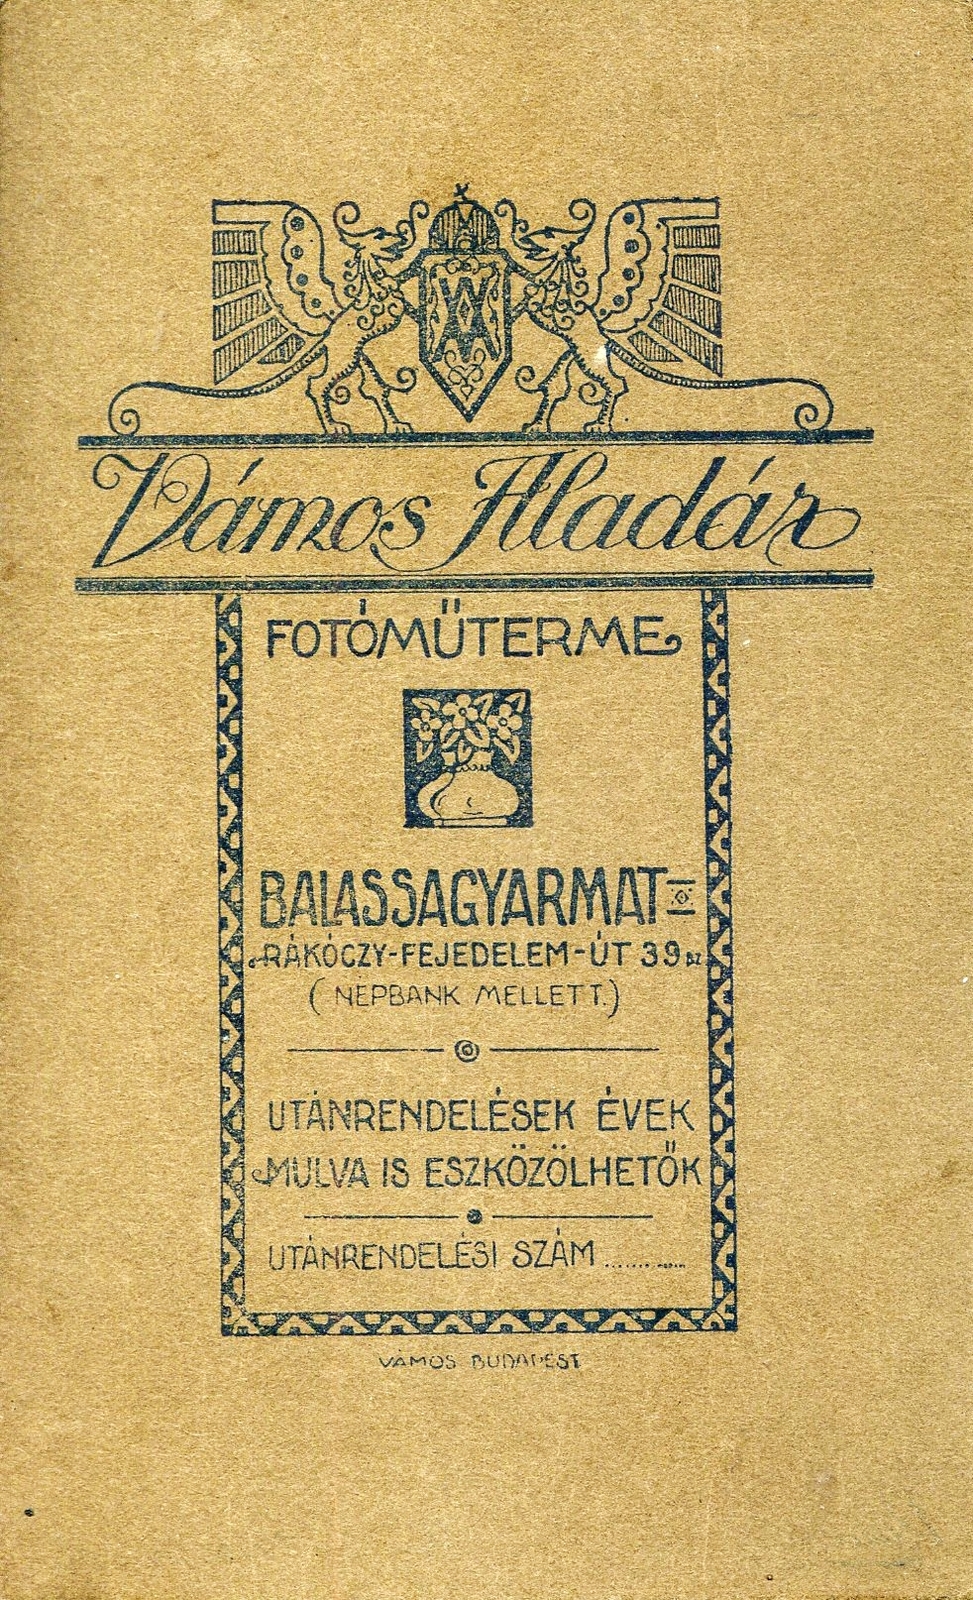 Vámos Aladár
FOTÓMŰTERME
BALASSAGYARMAT
RÁKÓCZY-FEJEDELEM-ÚT 39 SZ
(NÉPBANK MELLETT.)
UTÁNRENDELÉSEK ÉVEK
MULVA IS ESZKÖZÖLHETŐK
UTÁNRENDELÉSI SZÁM ............
VÁMOS BUDAPEST